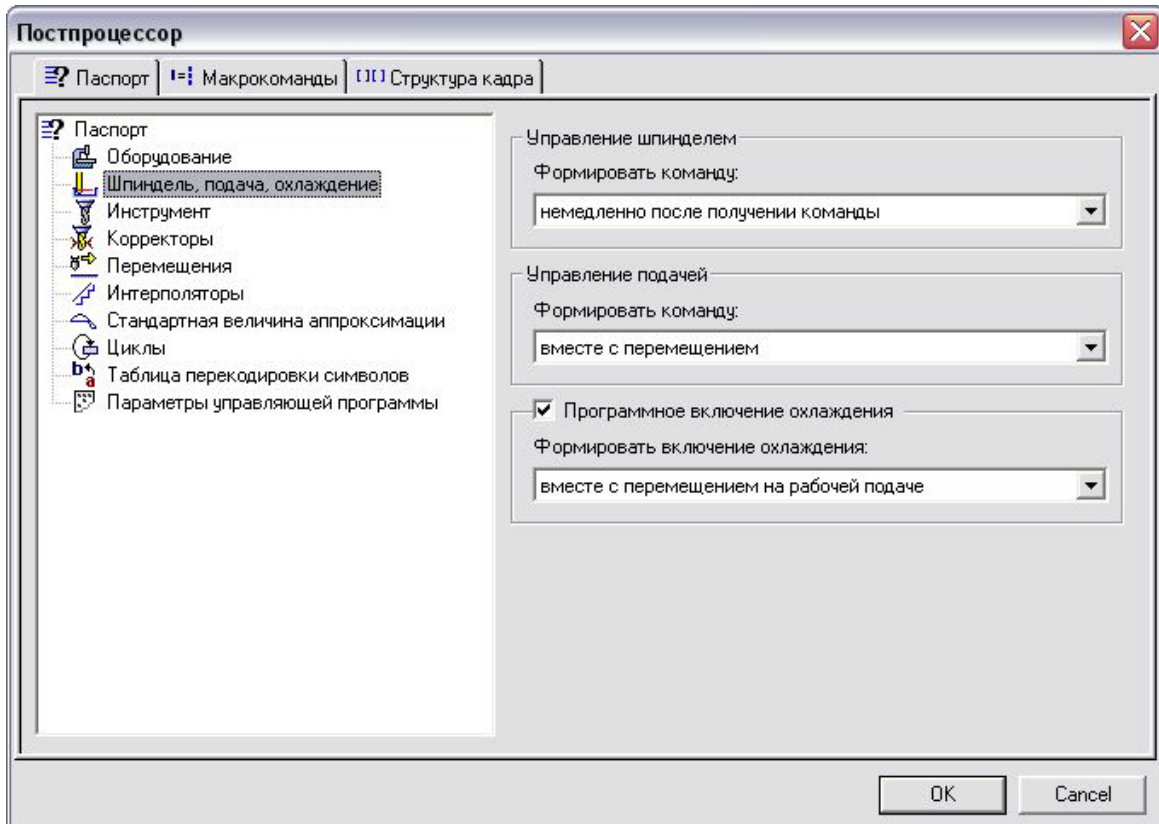 Постпроцессор
Паспорт Макрокоманды Структура кадра
Паспорт
Оборудование
Шпиндель, подача, охлаждение
Инструмент
Корректоры
Перемещения
Интерполяторы
Стандартная величина аппроксимации
Циклы
Таблица перекодировки символов
Параметры управляющей программы
Управление шпинделем
Формировать команду:
немедленно после получении команды
Управление подачей
Формировать команду:
вместе с перемещением
Программное включение охлаждения
Формировать включение охлаждения:
вместе с перемещением на рабочей подаче
OK Cancel